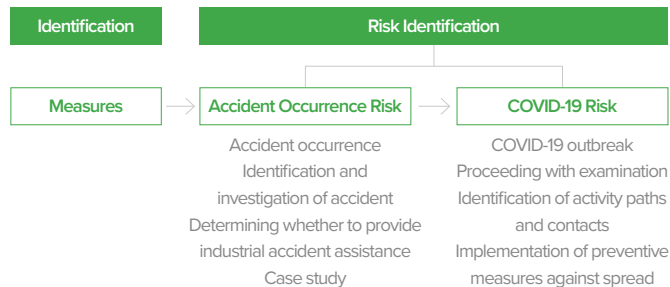 Identification
Risk Identification
Measures
Accident Occurrence Risk
COVID-19 Risk
Accident occurrence
Identification and
investigation of accident
Determining whether to provide
industrial accident assistance
Case study
COVID-19 outbreak
Proceeding with examination
Identification of activity paths
and contacts
Implementation of preventive
measures against spread